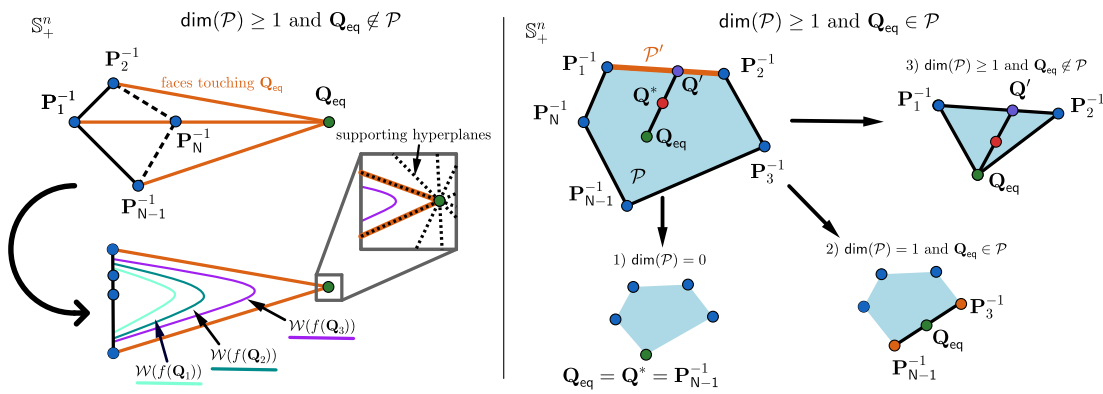 𝕊ⁿ₊
dim(𝒫) ≥ 1 and Q_eq ∉ 𝒫
P₂⁻¹
faces touching Q_eq
P₁⁻¹
Q_eq
P_N⁻¹
supporting hyperplanes
P_{N−1}⁻¹
𝒲(f(Q₃))
𝒲(f(Q₂))
𝒲(f(Q₁))
𝕊ⁿ₊
dim(𝒫) ≥ 1 and Q_eq ∈ 𝒫
𝒫′
P₁⁻¹
P₂⁻¹
Q′
Q*
P_N⁻¹
Q_eq
P₃⁻¹
𝒫
P_{N−1}⁻¹
3) dim(𝒫) ≥ 1 and Q_eq ∉ 𝒫
Q′
P₁⁻¹
P₂⁻¹
Q_eq
1) dim(𝒫) = 0
Q_eq = Q* = P_{N−1}⁻¹
2) dim(𝒫) = 1 and Q_eq ∈ 𝒫
P₃⁻¹
Q_eq
P_{N−1}⁻¹